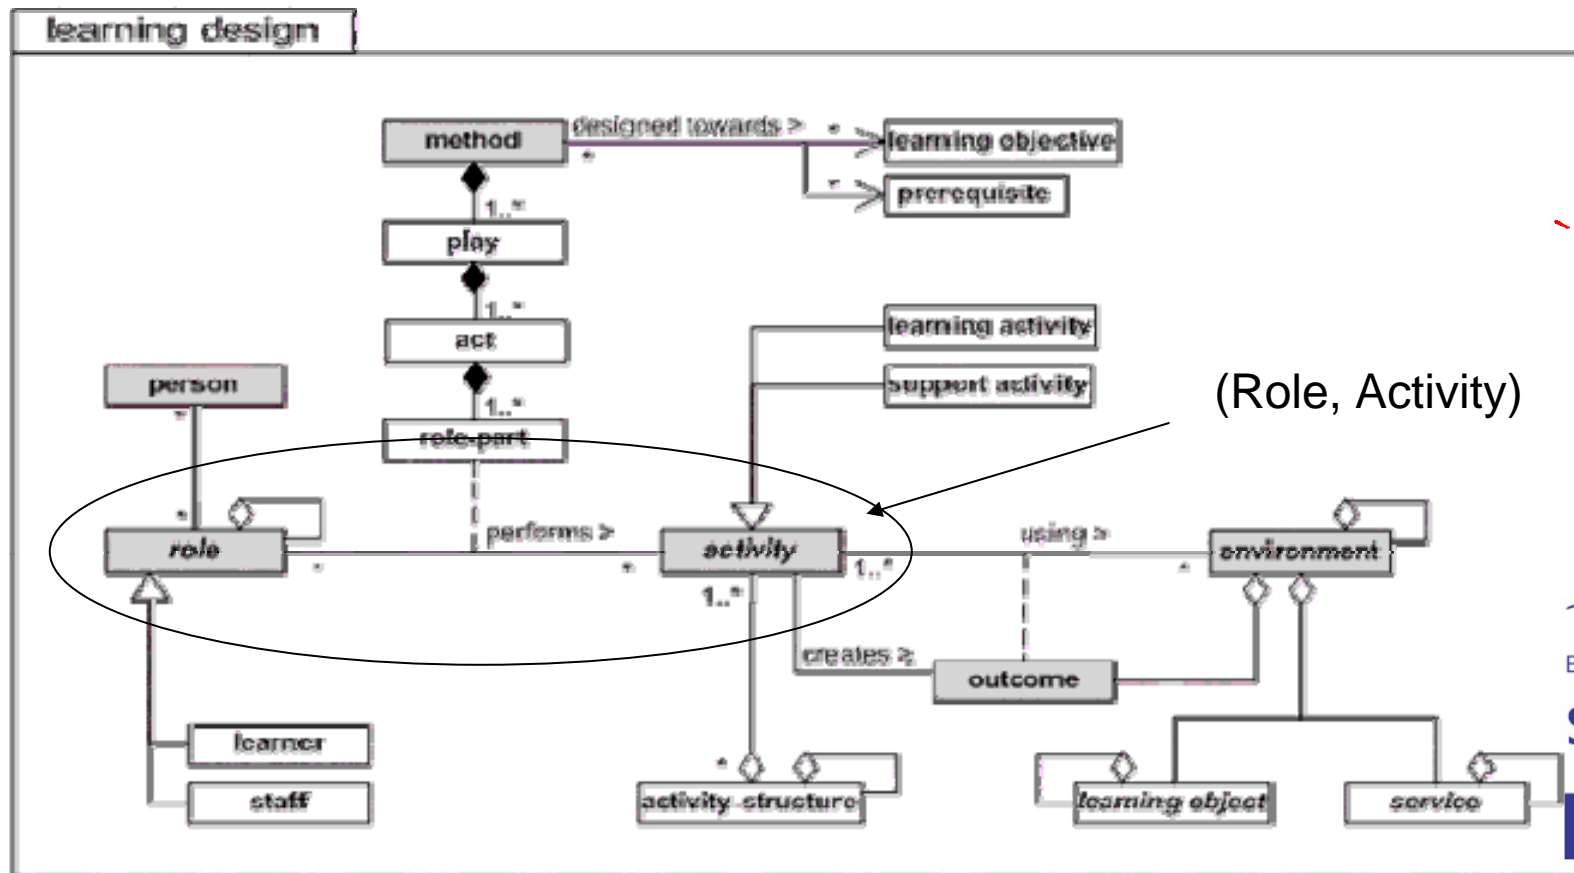 learning design
method
designed towards >
*
*
learning objective
*
prerequisite
1..*
play
1..*
act
1..*
role-part
learning activity
support activity
(Role, Activity)
person
*
*
role
*
performs >
*
activity
1..*
1..*
using >
*
environment
creates >
outcome
learner
staff
*
activity-structure
learning object
service